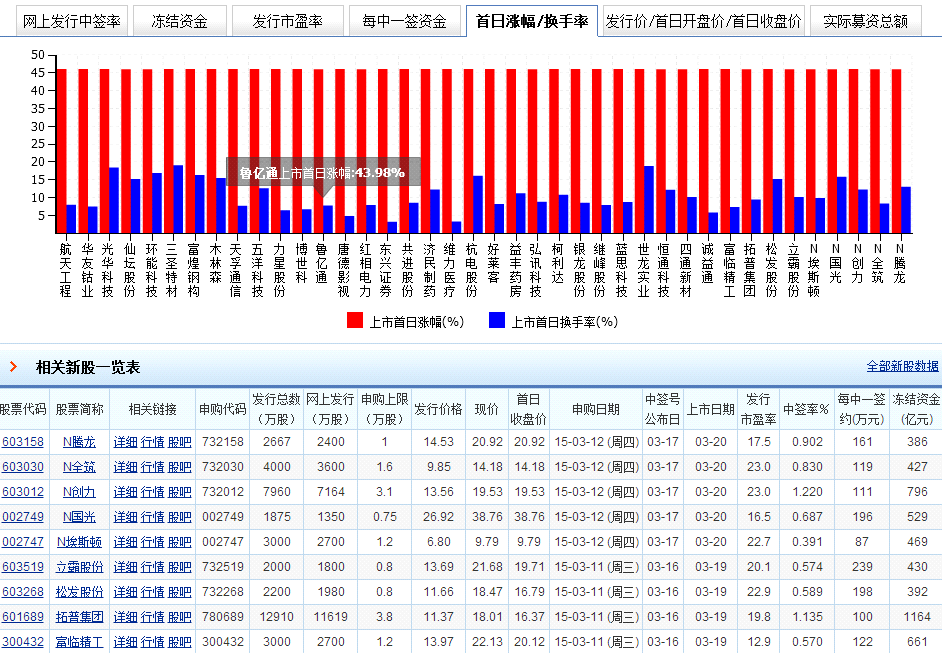 网上发行中签率 冻结资金 发行市盈率 每中一签资金 首日涨幅/换手率 发行价/首日开盘价/首日收盘价 实际募资总额
50
45
40
35
30
25
20
15
10
5
鲁亿通上市首日涨幅:43.98%
航天工程 华友钴业 光华科技 仙坛股份 环能科技 三圣特材 富煌钢构 木林森 天孚通信 五洋科技 力星股份 博世科 鲁亿通 唐德影视 红相电力 东兴证券 共进股份 济民制药 维力医疗 杭电股份 好莱客 益丰药房 弘讯科技 柯利达 银龙股份 继峰股份 蓝思科技 世龙实业 恒通科技 四通新材 诚益通 富临精工 拓普集团 松发股份 立霸股份 N埃斯顿 N国光 N创力 N全筑 N腾龙
上市首日涨幅(%) 上市首日换手率(%)
相关新股一览表 全部新股数据
股票代码 股票简称 相关链接 申购代码 发行总数(万股) 网上发行(万股) 申购上限(万股) 发行价格 现价 首日收盘价 申购日期 中签号公布日 上市日期 发行市盈率 中签率% 每中一签约(万元) 冻结资金(亿元)
603158 N腾龙 详细 行情 股吧 732158 2667 2400 1 14.53 20.92 20.92 15-03-12 (周四) 03-17 03-20 17.5 0.902 161 386
603030 N全筑 详细 行情 股吧 732030 4000 3600 1.6 9.85 14.18 14.18 15-03-12 (周四) 03-17 03-20 23.0 0.830 119 427
603012 N创力 详细 行情 股吧 732012 7960 7164 3.1 13.56 19.53 19.53 15-03-12 (周四) 03-17 03-20 23.0 1.220 111 796
002749 N国光 详细 行情 股吧 002749 1875 1350 0.75 26.92 38.76 38.76 15-03-12 (周四) 03-17 03-20 16.5 0.687 196 529
002747 N埃斯顿 详细 行情 股吧 002747 3000 2700 1.2 6.80 9.79 9.79 15-03-12 (周四) 03-17 03-20 22.7 0.391 87 469
603519 立霸股份 详细 行情 股吧 732519 2000 1800 0.8 13.69 21.68 19.71 15-03-11 (周三) 03-16 03-19 20.1 0.574 239 430
603268 松发股份 详细 行情 股吧 732268 2200 1980 0.8 11.66 18.47 16.79 15-03-11 (周三) 03-16 03-19 22.9 0.589 198 392
601689 拓普集团 详细 行情 股吧 780689 12910 11619 3.8 11.37 18.01 16.37 15-03-11 (周三) 03-16 03-19 19.8 1.135 100 1164
300432 富临精工 详细 行情 股吧 300432 3000 2700 1.2 13.97 22.13 20.12 15-03-11 (周三) 03-16 03-19 12.9 0.570 122 661